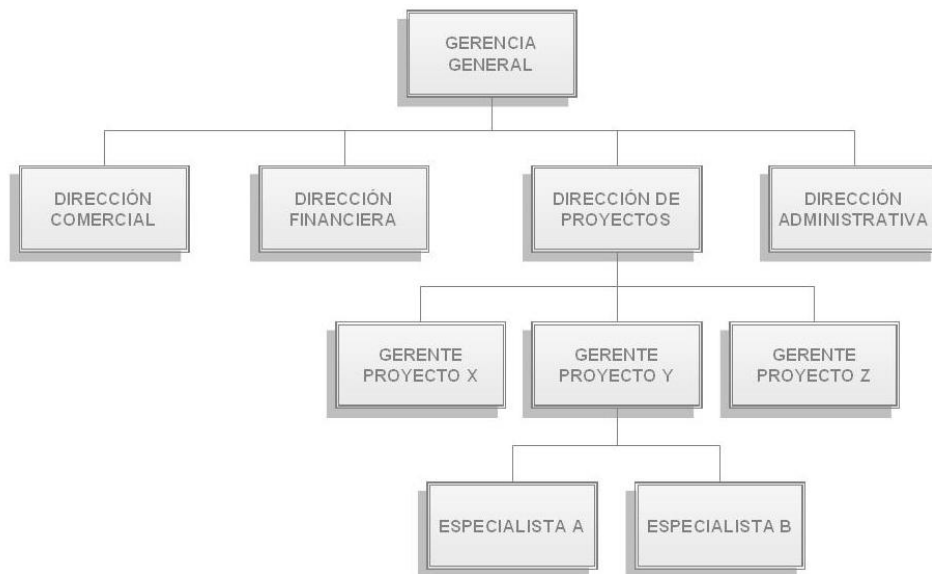 GERENCIA
GENERAL
DIRECCIÓN
COMERCIAL
DIRECCIÓN
FINANCIERA
DIRECCIÓN DE
PROYECTOS
DIRECCIÓN
ADMINISTRATIVA
GERENTE
PROYECTO X
GERENTE
PROYECTO Y
GERENTE
PROYECTO Z
ESPECIALISTA A
ESPECIALISTA B